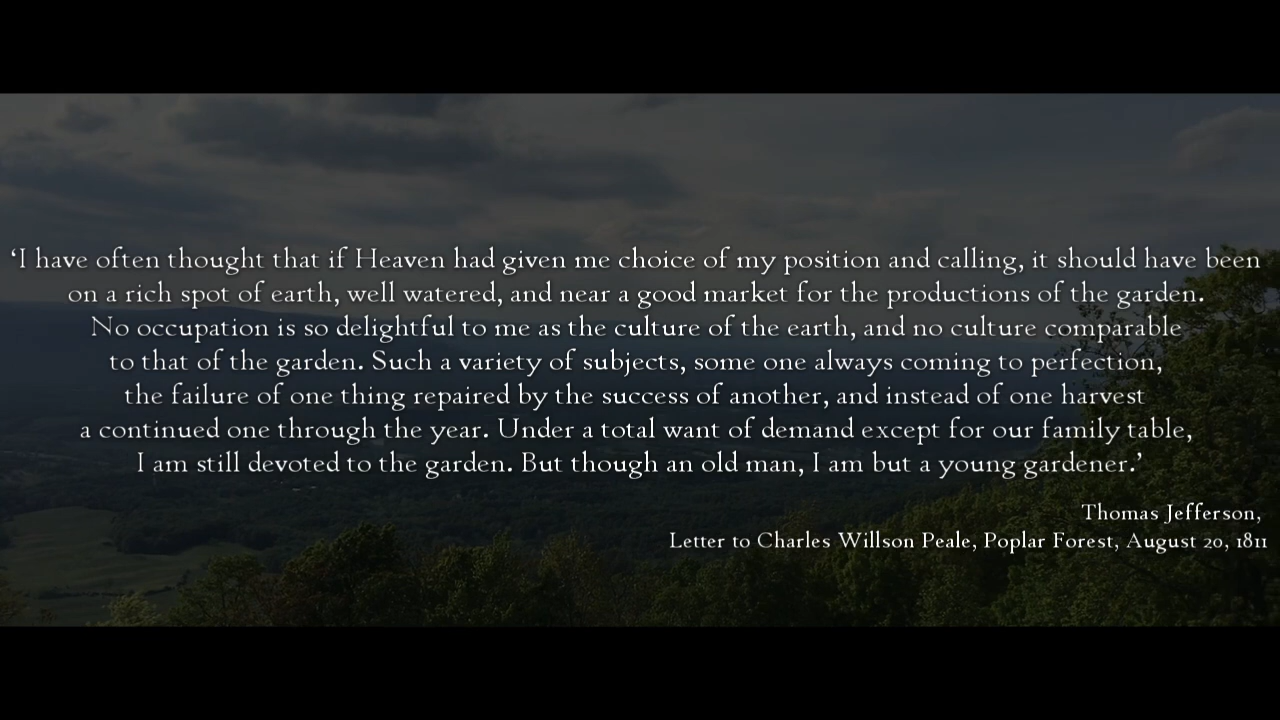 ‘I have often thought that if Heaven had given me choice of my position and calling, it should have been
on a rich spot of earth, well watered, and near a good market for the productions of the garden.
No occupation is so delightful to me as the culture of the earth, and no culture comparable
to that of the garden. Such a variety of subjects, some one always coming to perfection,
the failure of one thing repaired by the success of another, and instead of one harvest
a continued one through the year. Under a total want of demand except for our family table,
I am still devoted to the garden. But though an old man, I am but a young gardener.’
Thomas Jefferson,
Letter to Charles Willson Peale, Poplar Forest, August 20, 1811